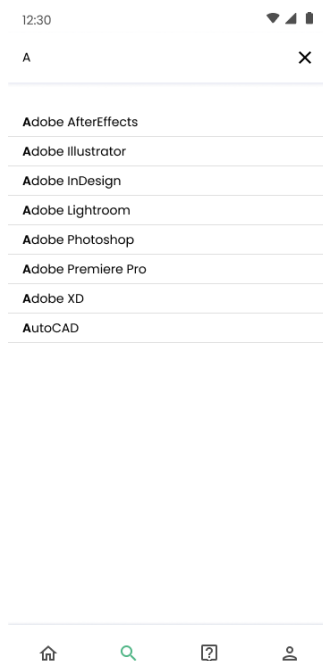 12:30
A
Adobe AfterEffects
Adobe Illustrator
Adobe InDesign
Adobe Lightroom
Adobe Photoshop
Adobe Premiere Pro
Adobe XD
AutoCAD